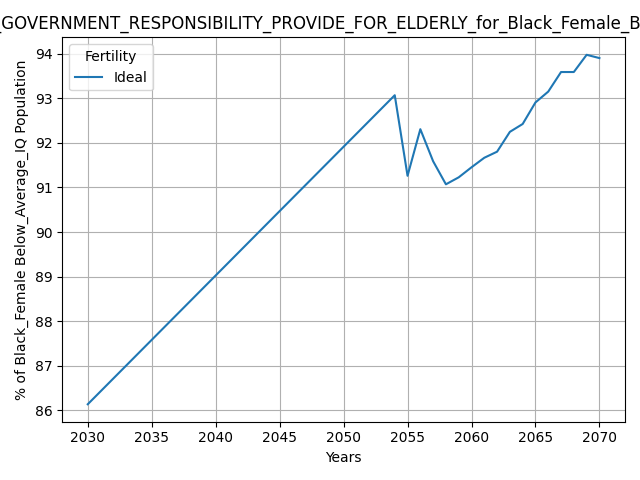 _GOVERNMENT_RESPONSIBILITY_PROVIDE_FOR_ELDERLY_for_Black_Female_B
Fertility
Ideal
% of Black_Female Below_Average_IQ Population
94
93
92
91
90
89
88
87
86
2030 2035 2040 2045 2050 2055 2060 2065 2070
Years